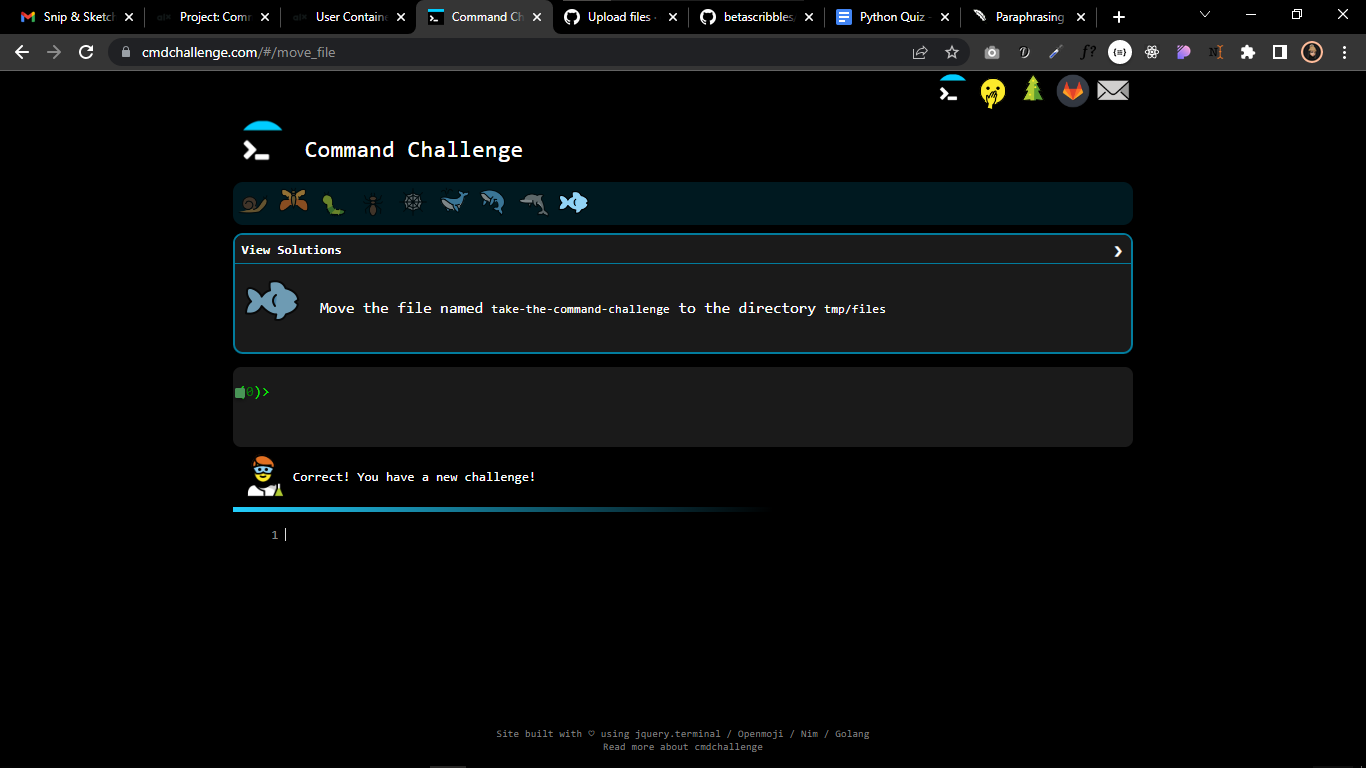 Snip & Sketch
Project: Comm
User Containe
Command Ch
Upload files ·
betascribbles/
Python Quiz -
Paraphrasing
cmdchallenge.com/#/move_file
Command Challenge
View Solutions
Move the file named take-the-command-challenge to the directory tmp/files
(0)>
Correct! You have a new challenge!
1
Site built with ♡ using jquery.terminal / Openmoji / Nim / Golang
Read more about cmdchallenge